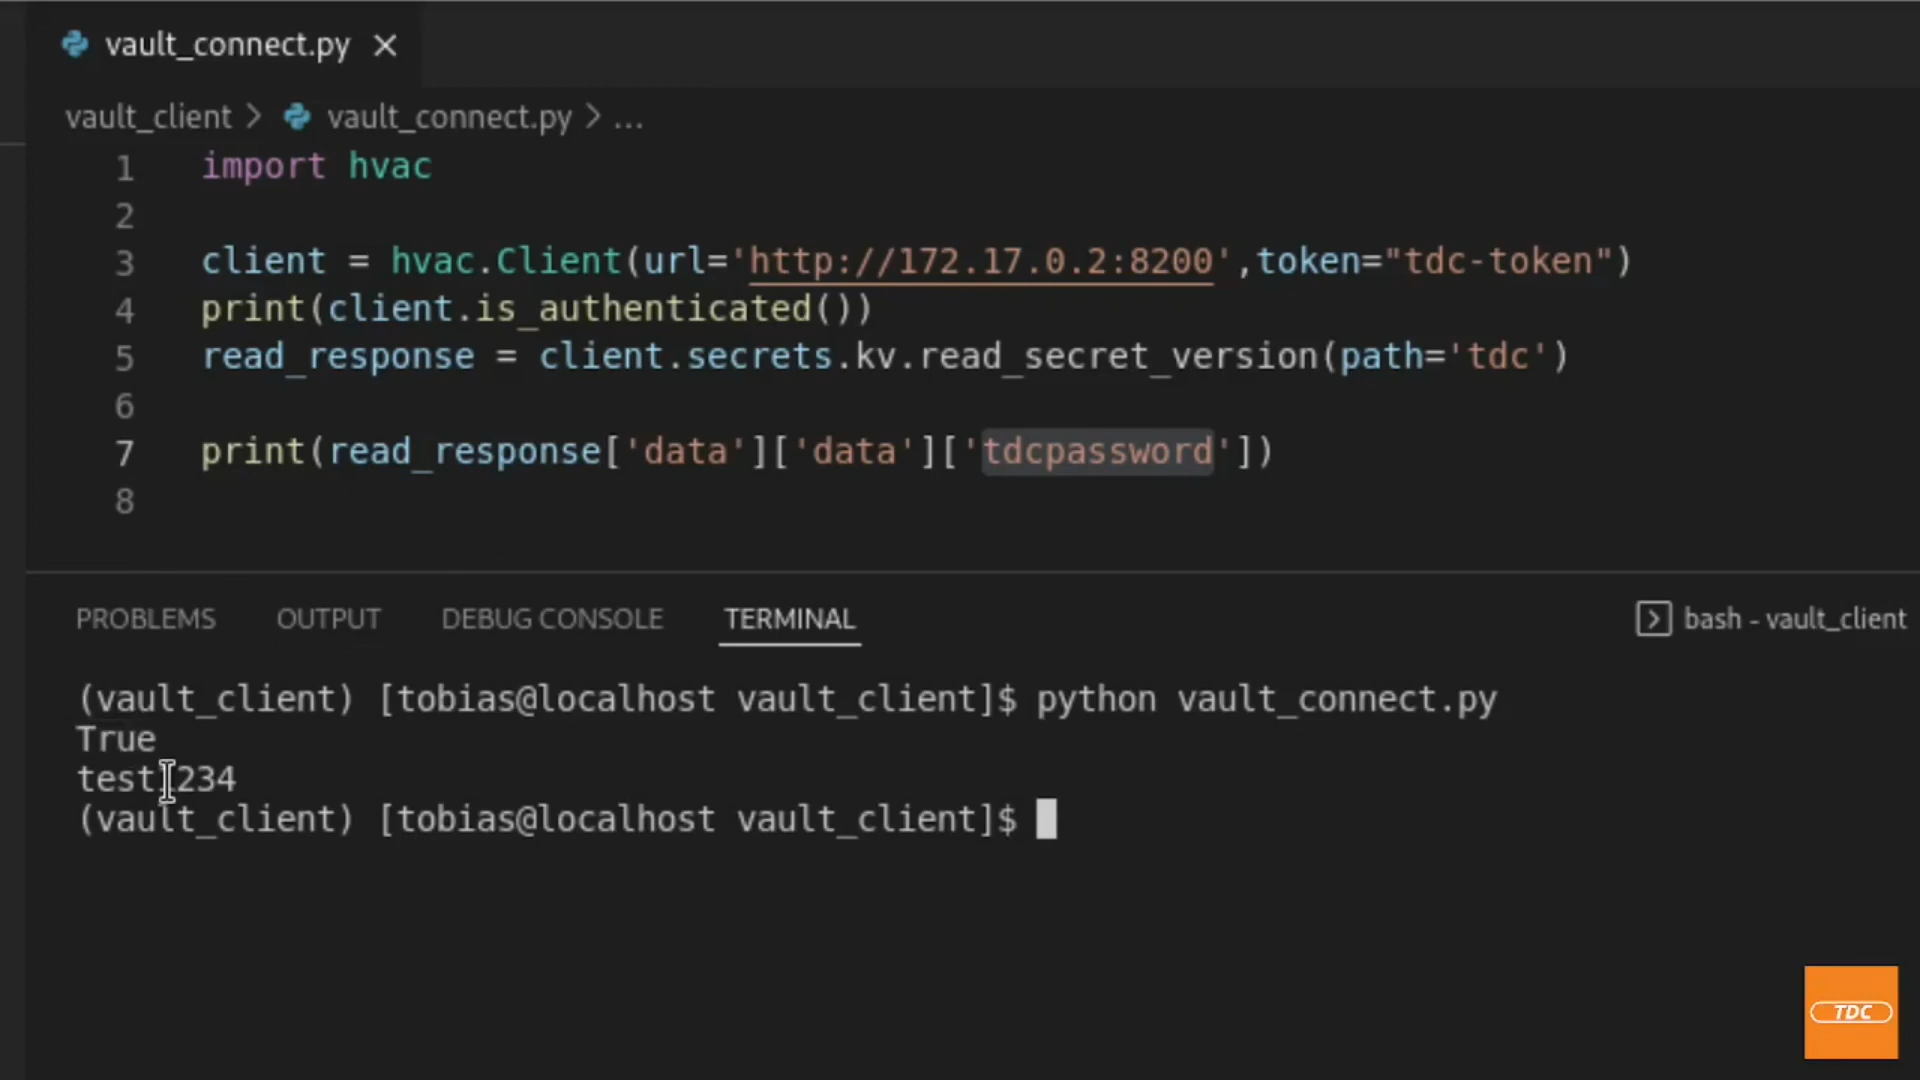 vault_connect.py
vault_client > vault_connect.py > ...
1 import hvac
2
3 client = hvac.Client(url='http://172.17.0.2:8200',token="tdc-token")
4 print(client.is_authenticated())
5 read_response = client.secrets.kv.read_secret_version(path='tdc')
6
7 print(read_response['data']['data']['tdcpassword'])
8
PROBLEMS OUTPUT DEBUG CONSOLE TERMINAL bash - vault_client
(vault_client) [tobias@localhost vault_client]$ python vault_connect.py
True
test1234
(vault_client) [tobias@localhost vault_client]$
TDC